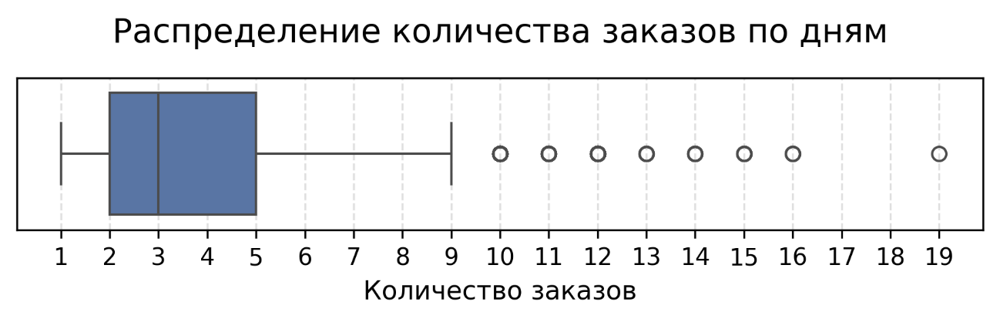 Распределение количества заказов по дням
1 2 3 4 5 6 7 8 9 10 11 12 13 14 15 16 17 18 19
Количество заказов